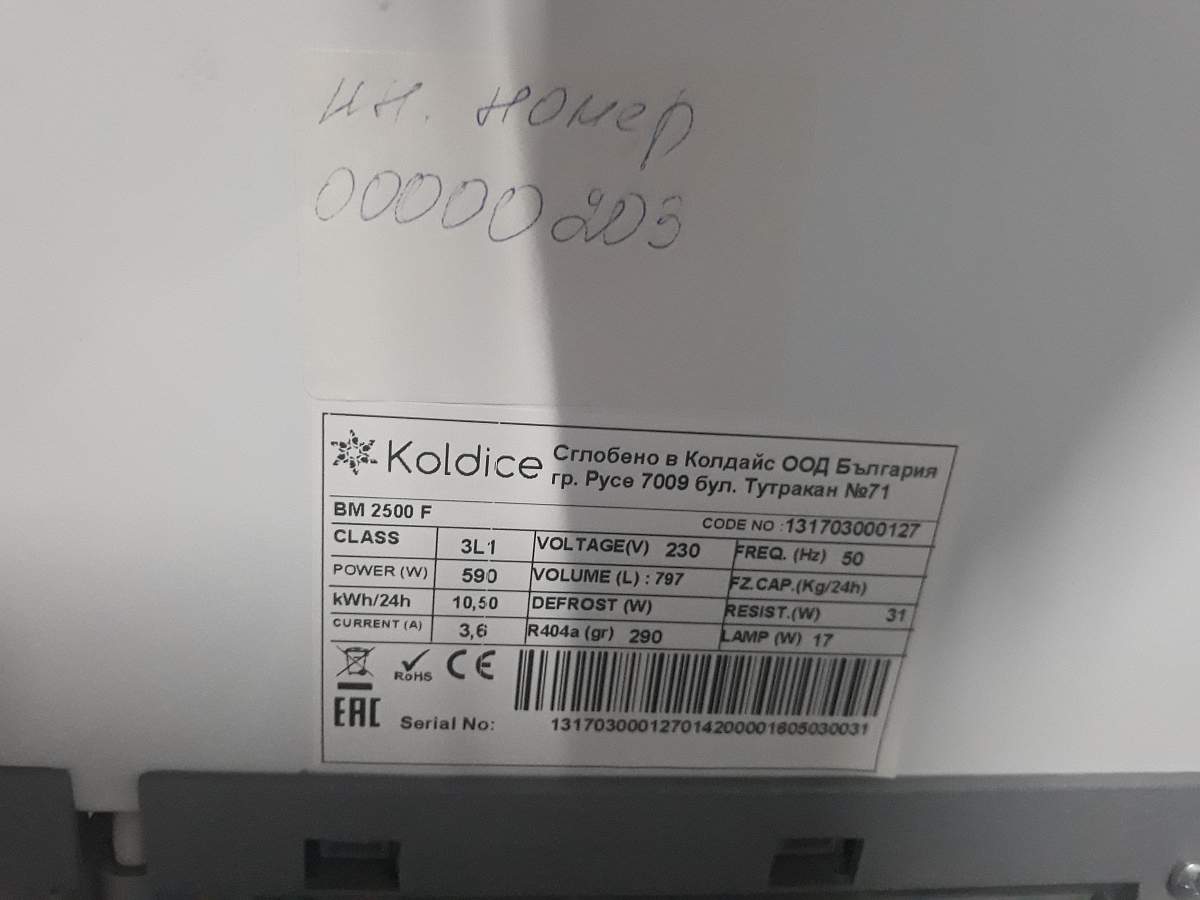 ин. номер
00000203
Koldice Сглобено в Колдайс ООД България
гр. Русе 7009 бул. Тутракан №71
BM 2500 F
CODE NO :131703000127
CLASS 3L1 VOLTAGE(V) 230 FREQ. (Hz) 50
POWER (W) 590 VOLUME (L) : 797 FZ.CAP.(Kg/24h)
kWh/24h 10,50 DEFROST (W) RESIST.(W) 31
CURRENT (A) 3,6 R404a (gr) 290 LAMP (W) 17
RoHS CE
EAC Serial No: 131703000127014200001605030031